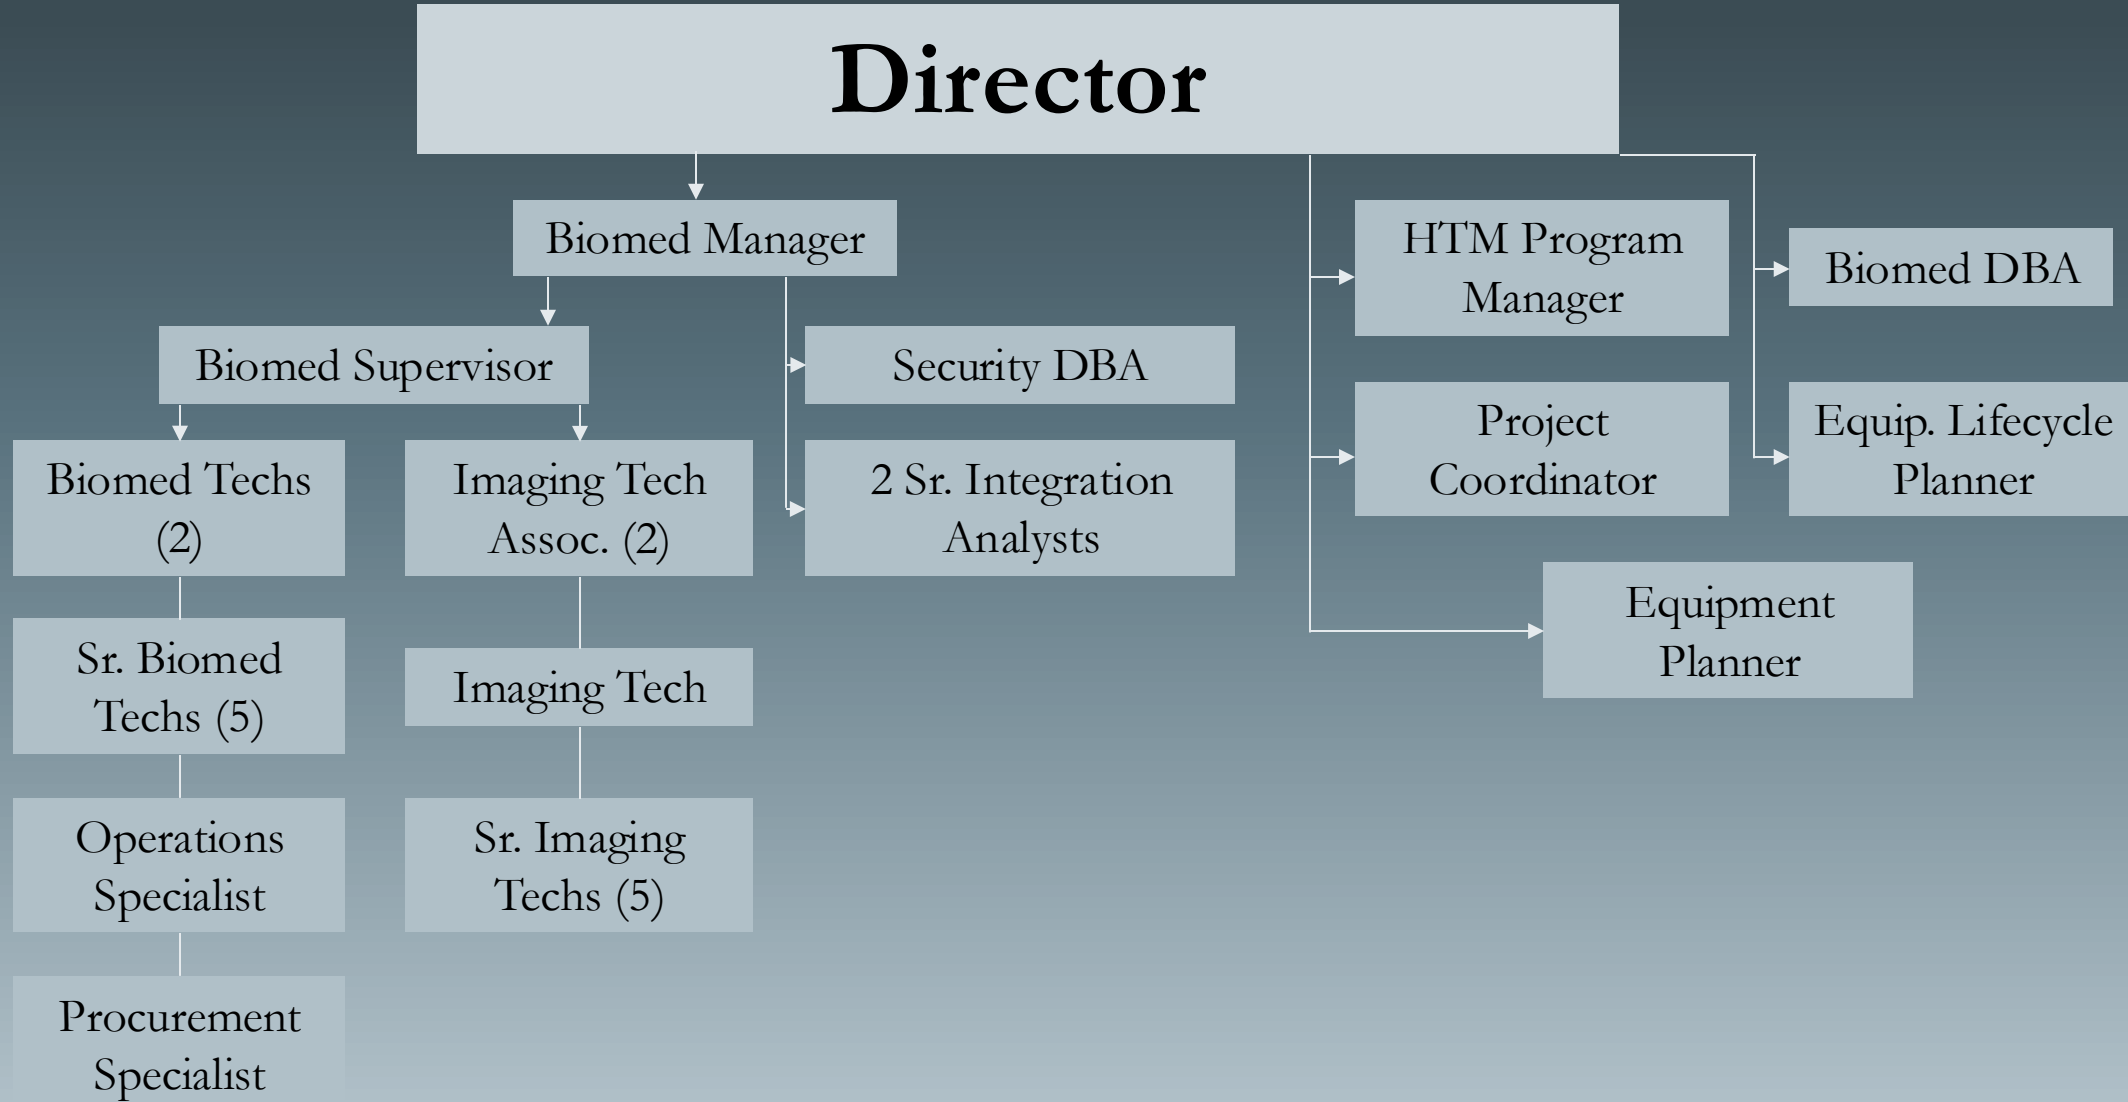 Director
Biomed Manager
HTM Program
Manager
Biomed DBA
Biomed Supervisor
Security DBA
Project
Coordinator
Equip. Lifecycle
Planner
Biomed Techs
(2)
Imaging Tech
Assoc. (2)
2 Sr. Integration
Analysts
Equipment
Planner
Sr. Biomed
Techs (5)
Imaging Tech
Operations
Specialist
Sr. Imaging
Techs (5)
Procurement
Specialist